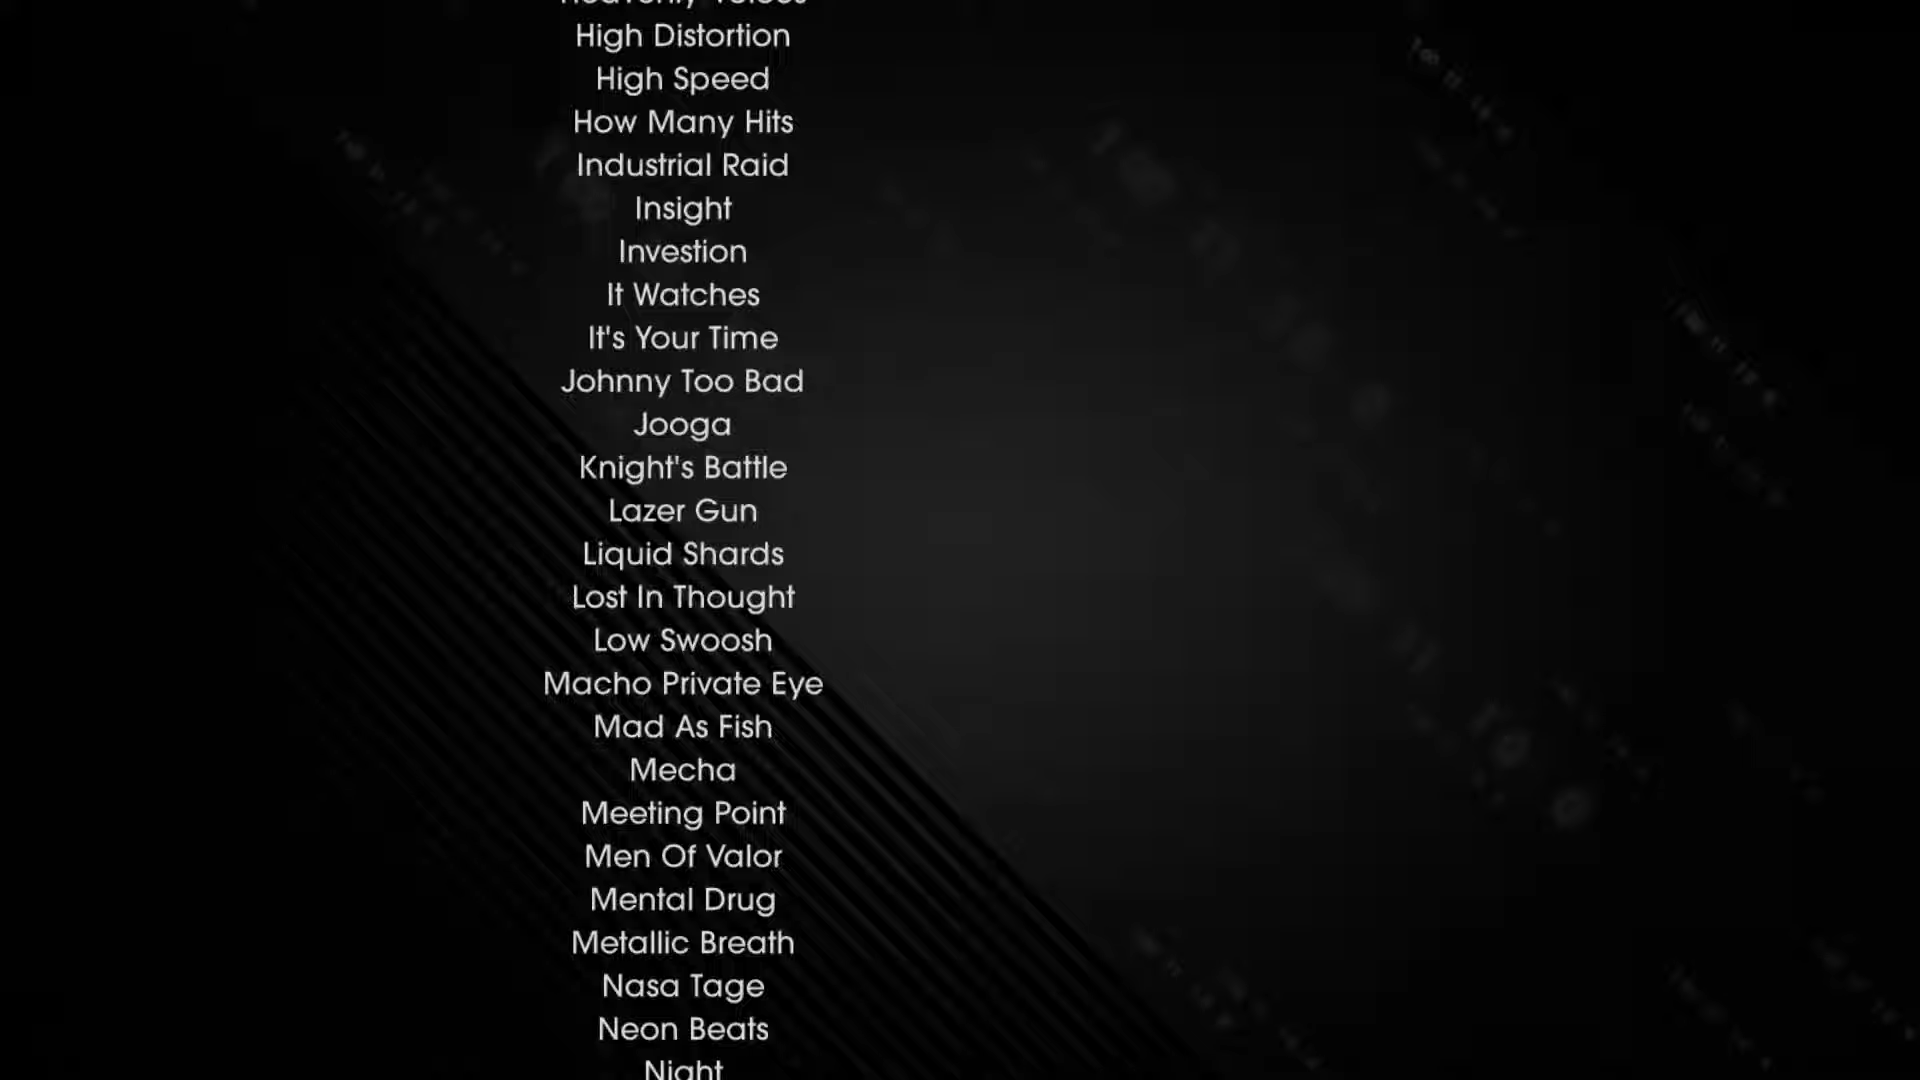 Heavenly Voices
High Distortion
High Speed
How Many Hits
Industrial Raid
Insight
Investion
It Watches
It's Your Time
Johnny Too Bad
Jooga
Knight's Battle
Lazer Gun
Liquid Shards
Lost In Thought
Low Swoosh
Macho Private Eye
Mad As Fish
Mecha
Meeting Point
Men Of Valor
Mental Drug
Metallic Breath
Nasa Tage
Neon Beats
Night